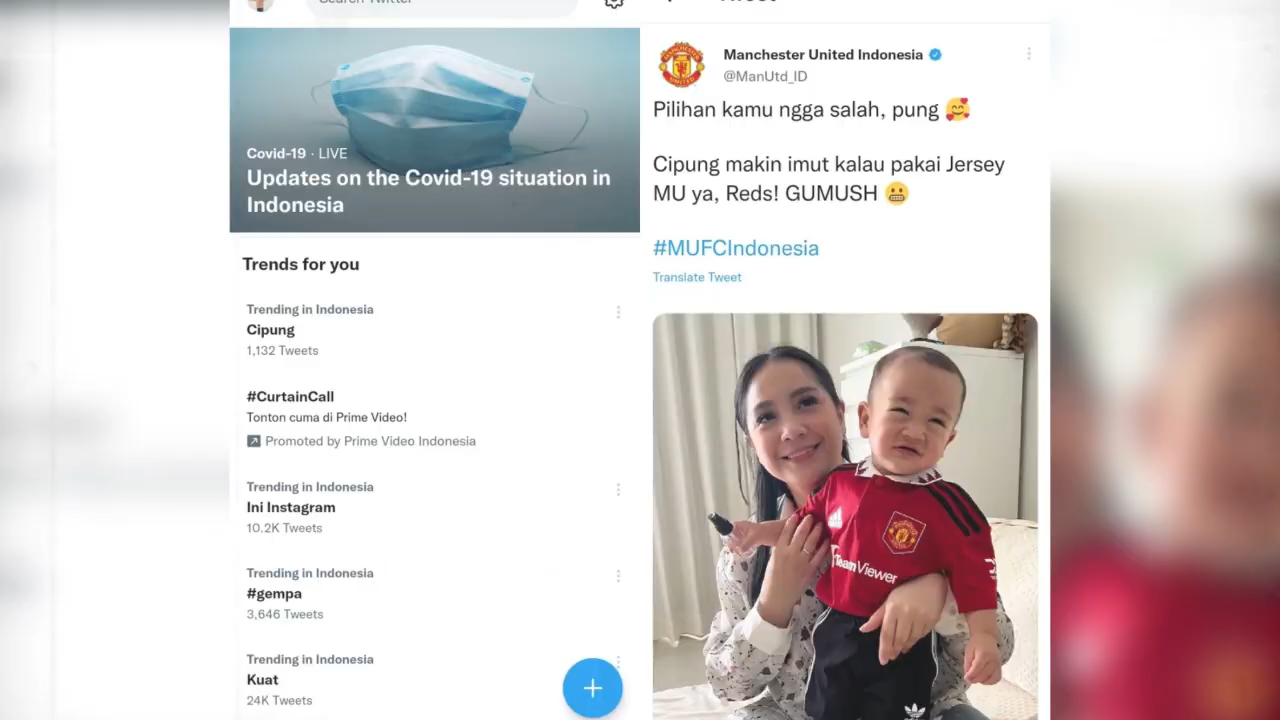 Search Twitter
Tweet
Covid-19 · LIVE
Updates on the Covid-19 situation in
Indonesia
Trends for you
Trending in Indonesia
Cipung
1,132 Tweets
#CurtainCall
Tonton cuma di Prime Video!
Promoted by Prime Video Indonesia
Trending in Indonesia
Ini Instagram
10.2K Tweets
Trending in Indonesia
#gempa
3,646 Tweets
Trending in Indonesia
Kuat
24K Tweets
Manchester United Indonesia
@ManUtd_ID
Pilihan kamu ngga salah, pung 🥰
Cipung makin imut kalau pakai Jersey
MU ya, Reds! GUMUSH 😬
#MUFCIndonesia
Translate Tweet
TeamViewer